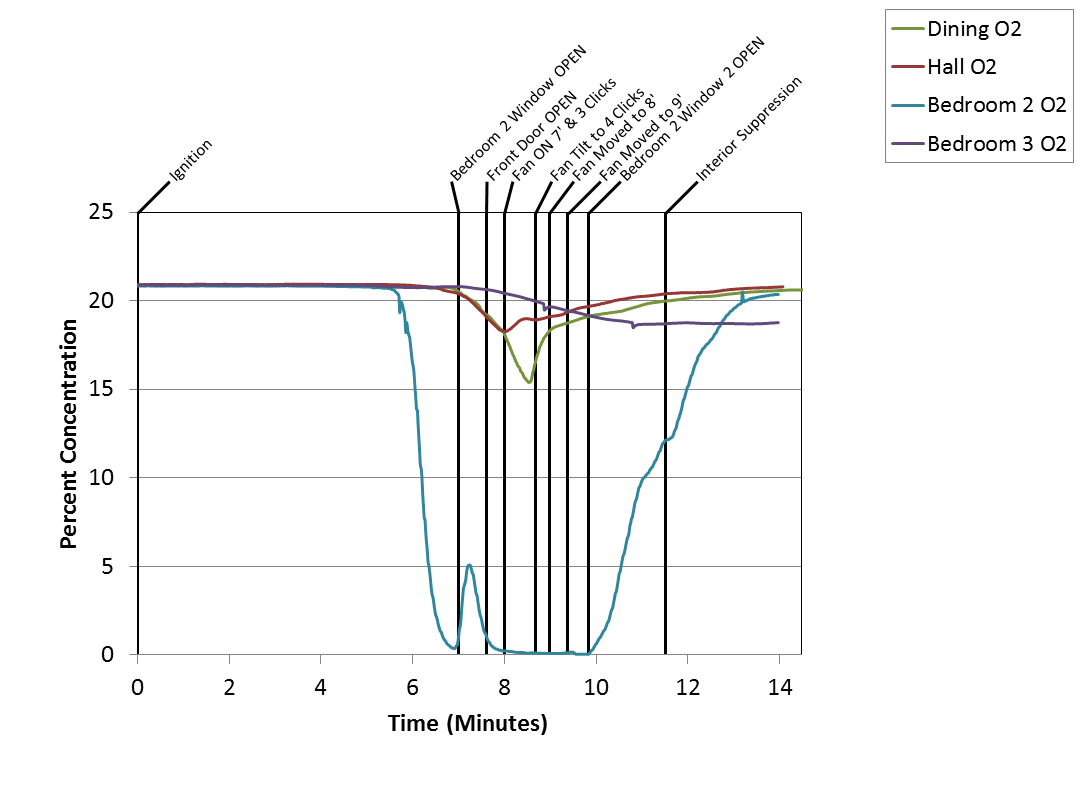 Dining O2
Hall O2
Bedroom 2 O2
Bedroom 3 O2
Ignition
Bedroom 2 Window OPEN
Front Door OPEN
Fan ON 7' & 3 Clicks
Fan Tilt to 4 Clicks
Fan Moved to 8'
Fan Moved to 9'
Bedroom 2 Window 2 OPEN
Interior Suppression
25
20
15
10
5
0
Percent Concentration
0 2 4 6 8 10 12 14
Time (Minutes)